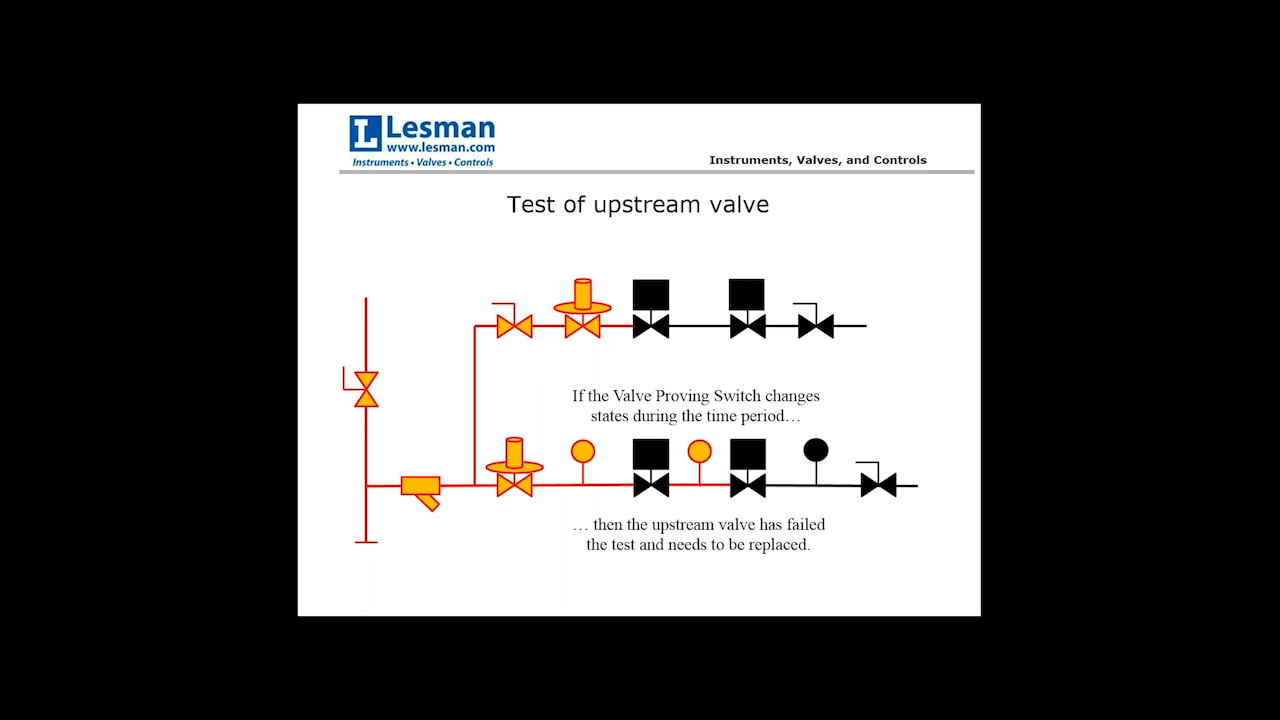 L Lesman
www.lesman.com
Instruments • Valves • Controls
Instruments, Valves, and Controls
Test of upstream valve
If the Valve Proving Switch changes
states during the time period…
… then the upstream valve has failed
the test and needs to be replaced.